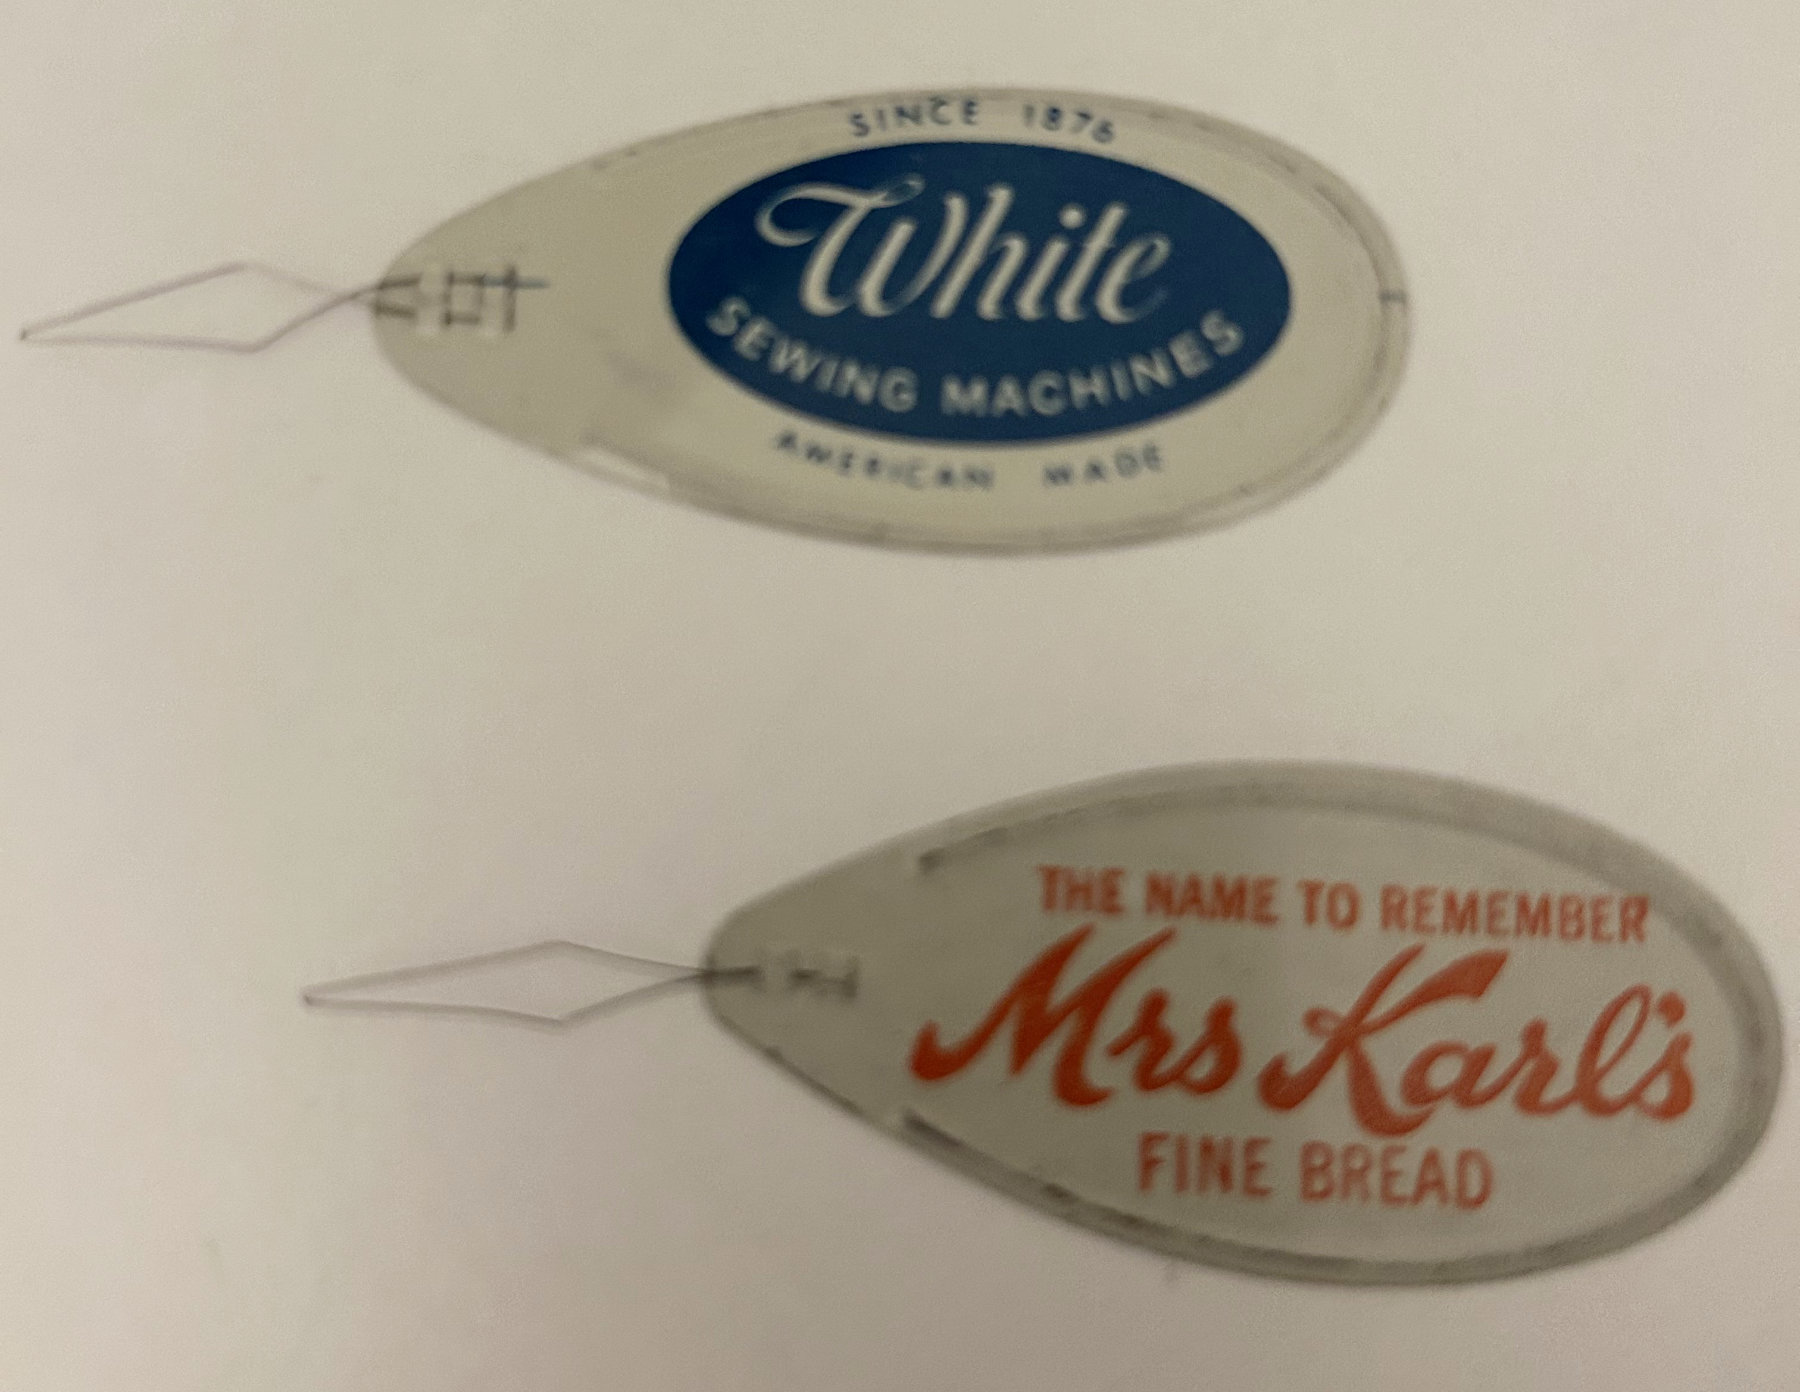 SINCE 1876
White
SEWING MACHINES
AMERICAN MADE
THE NAME TO REMEMBER
Mrs Karl's
FINE BREAD